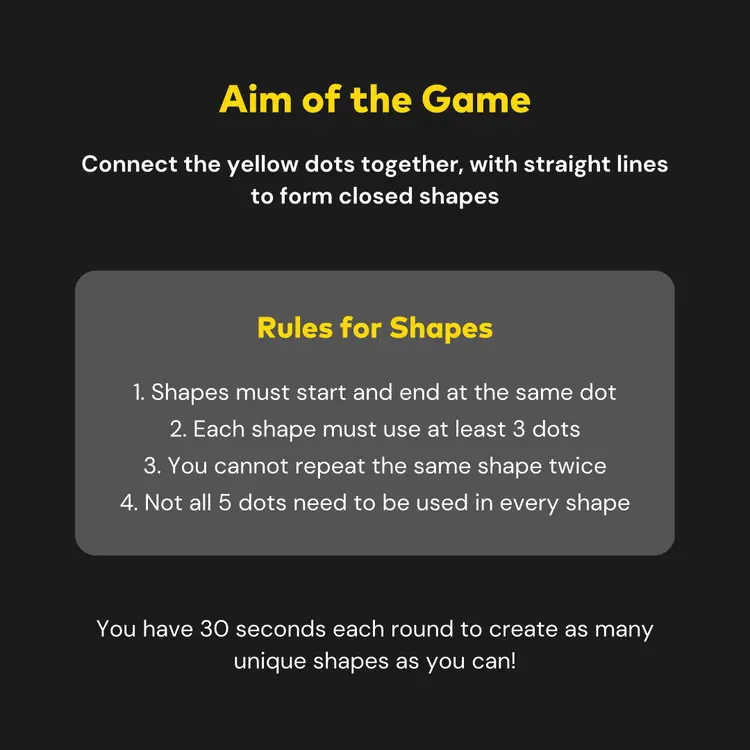 Aim of the Game
Connect the yellow dots together, with straight lines
to form closed shapes
Rules for Shapes
1. Shapes must start and end at the same dot
2. Each shape must use at least 3 dots
3. You cannot repeat the same shape twice
4. Not all 5 dots need to be used in every shape
You have 30 seconds each round to create as many
unique shapes as you can!